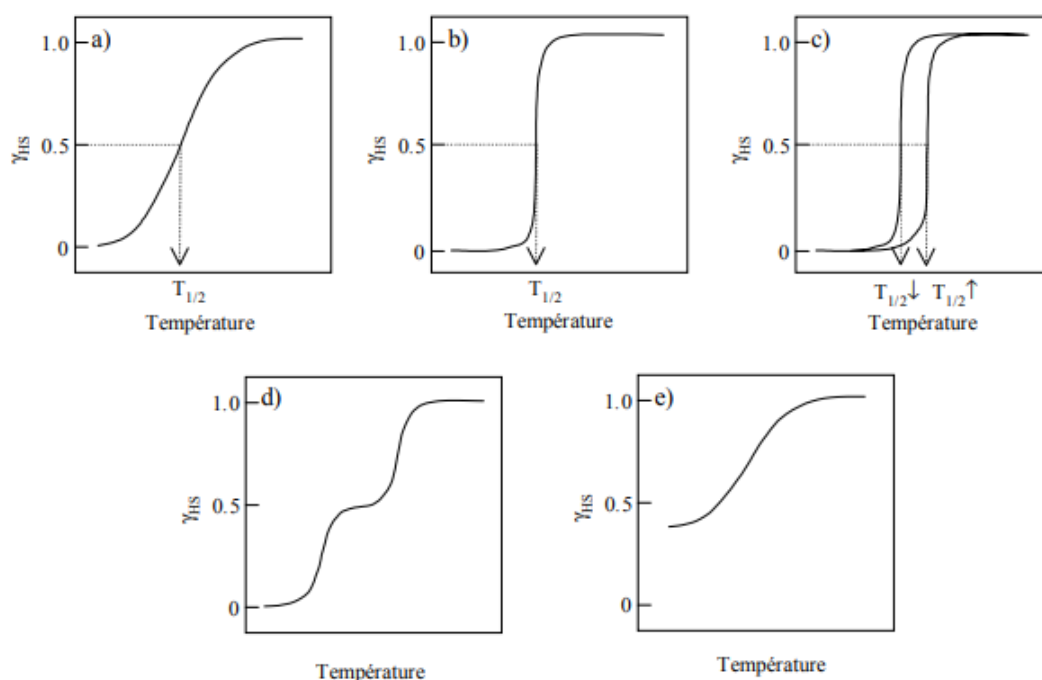 a)
1.0
0.5
0
γHS
T1/2
Température
b)
1.0
0.5
0
γHS
T1/2
Température
c)
1.0
0.5
0
γHS
T1/2↓ T1/2↑
Température
d)
1.0
0.5
0
γHS
Température
e)
1.0
0.5
0
γHS
Température